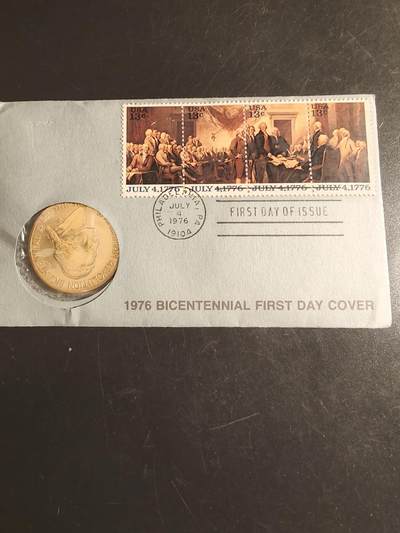 USA 13c USA 13c USA 13c USA 13c
JULY 4,1776 JULY 4,1776 JULY 4,1776 JULY 4,1776
PHILADELPHIA, PA
JULY
4
1976
19104
FIRST DAY OF ISSUE
1976 BICENTENNIAL FIRST DAY COVER